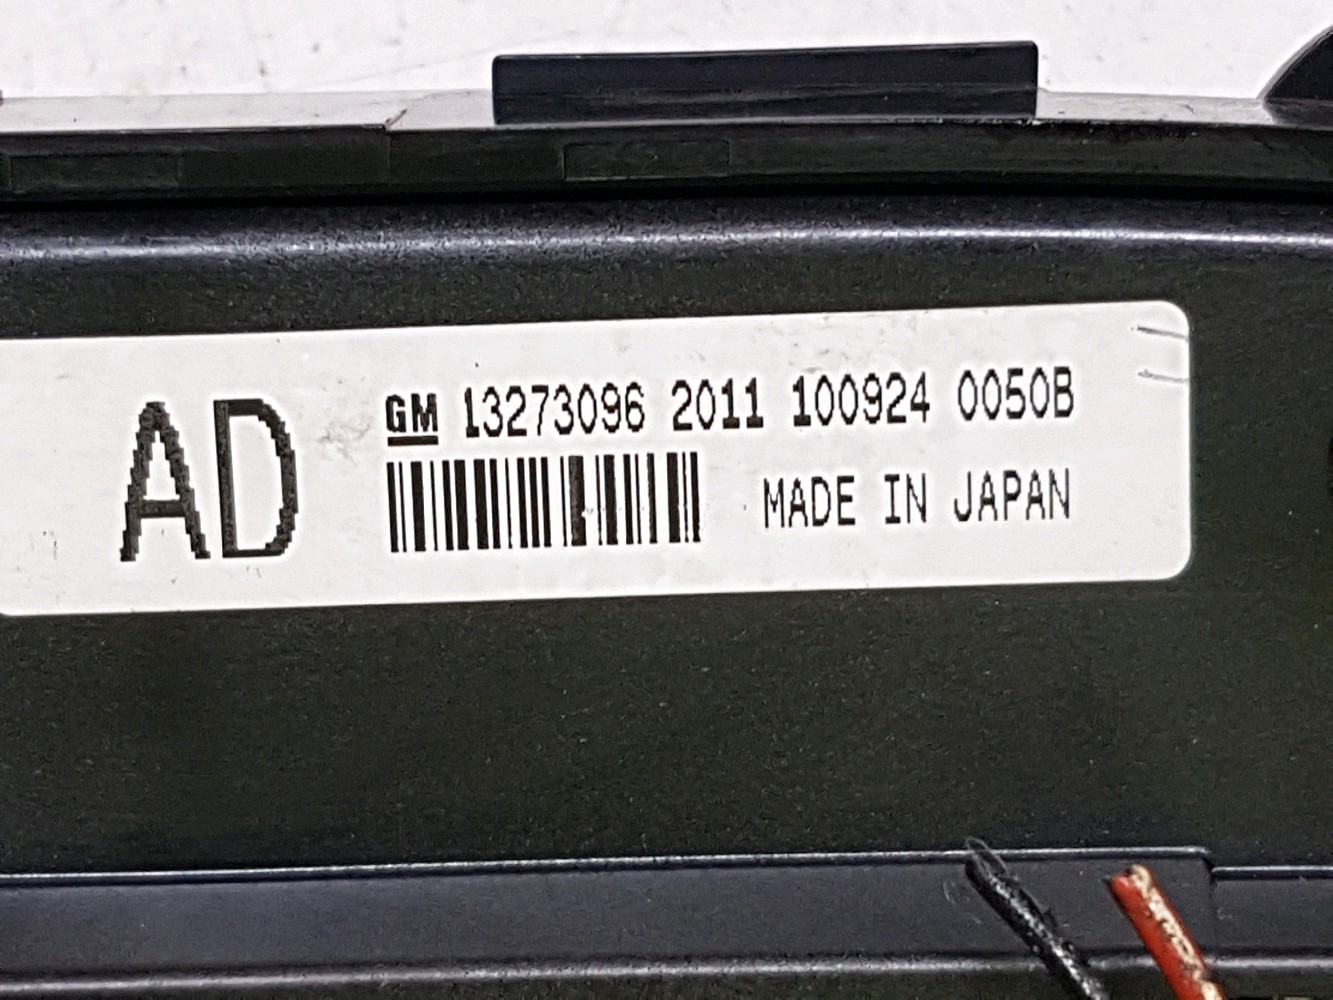 AD
GM 13273096 2011 100924 0050B
MADE IN JAPAN